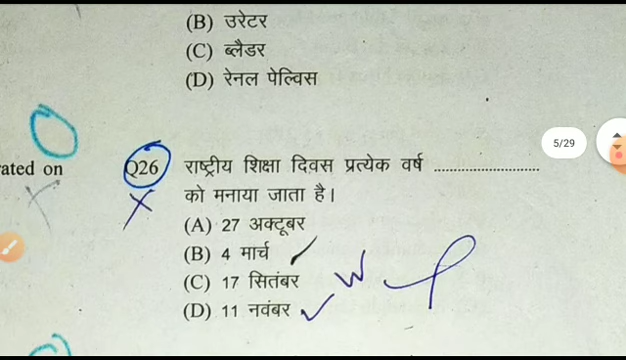 (B) उरेटर
(C) ब्लैडर
(D) रेनल पेल्विस
5/29
ated on
Q26 राष्ट्रीय शिक्षा दिवस प्रत्येक वर्ष ..........................
को मनाया जाता है।
(A) 27 अक्टूबर
(B) 4 मार्च
(C) 17 सितंबर
(D) 11 नवंबर